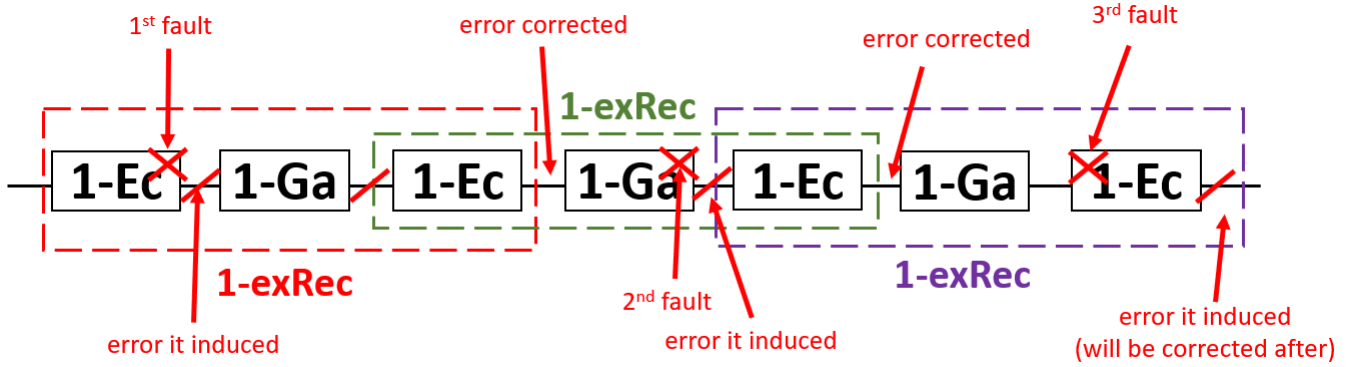 1st fault
error corrected
error corrected
3rd fault
1-exRec
1-Ec
1-Ga
1-Ec
1-Ga
1-Ec
1-Ga
1-Ec
1-exRec
1-exRec
2nd fault
error it induced
error it induced
error it induced
(will be corrected after)